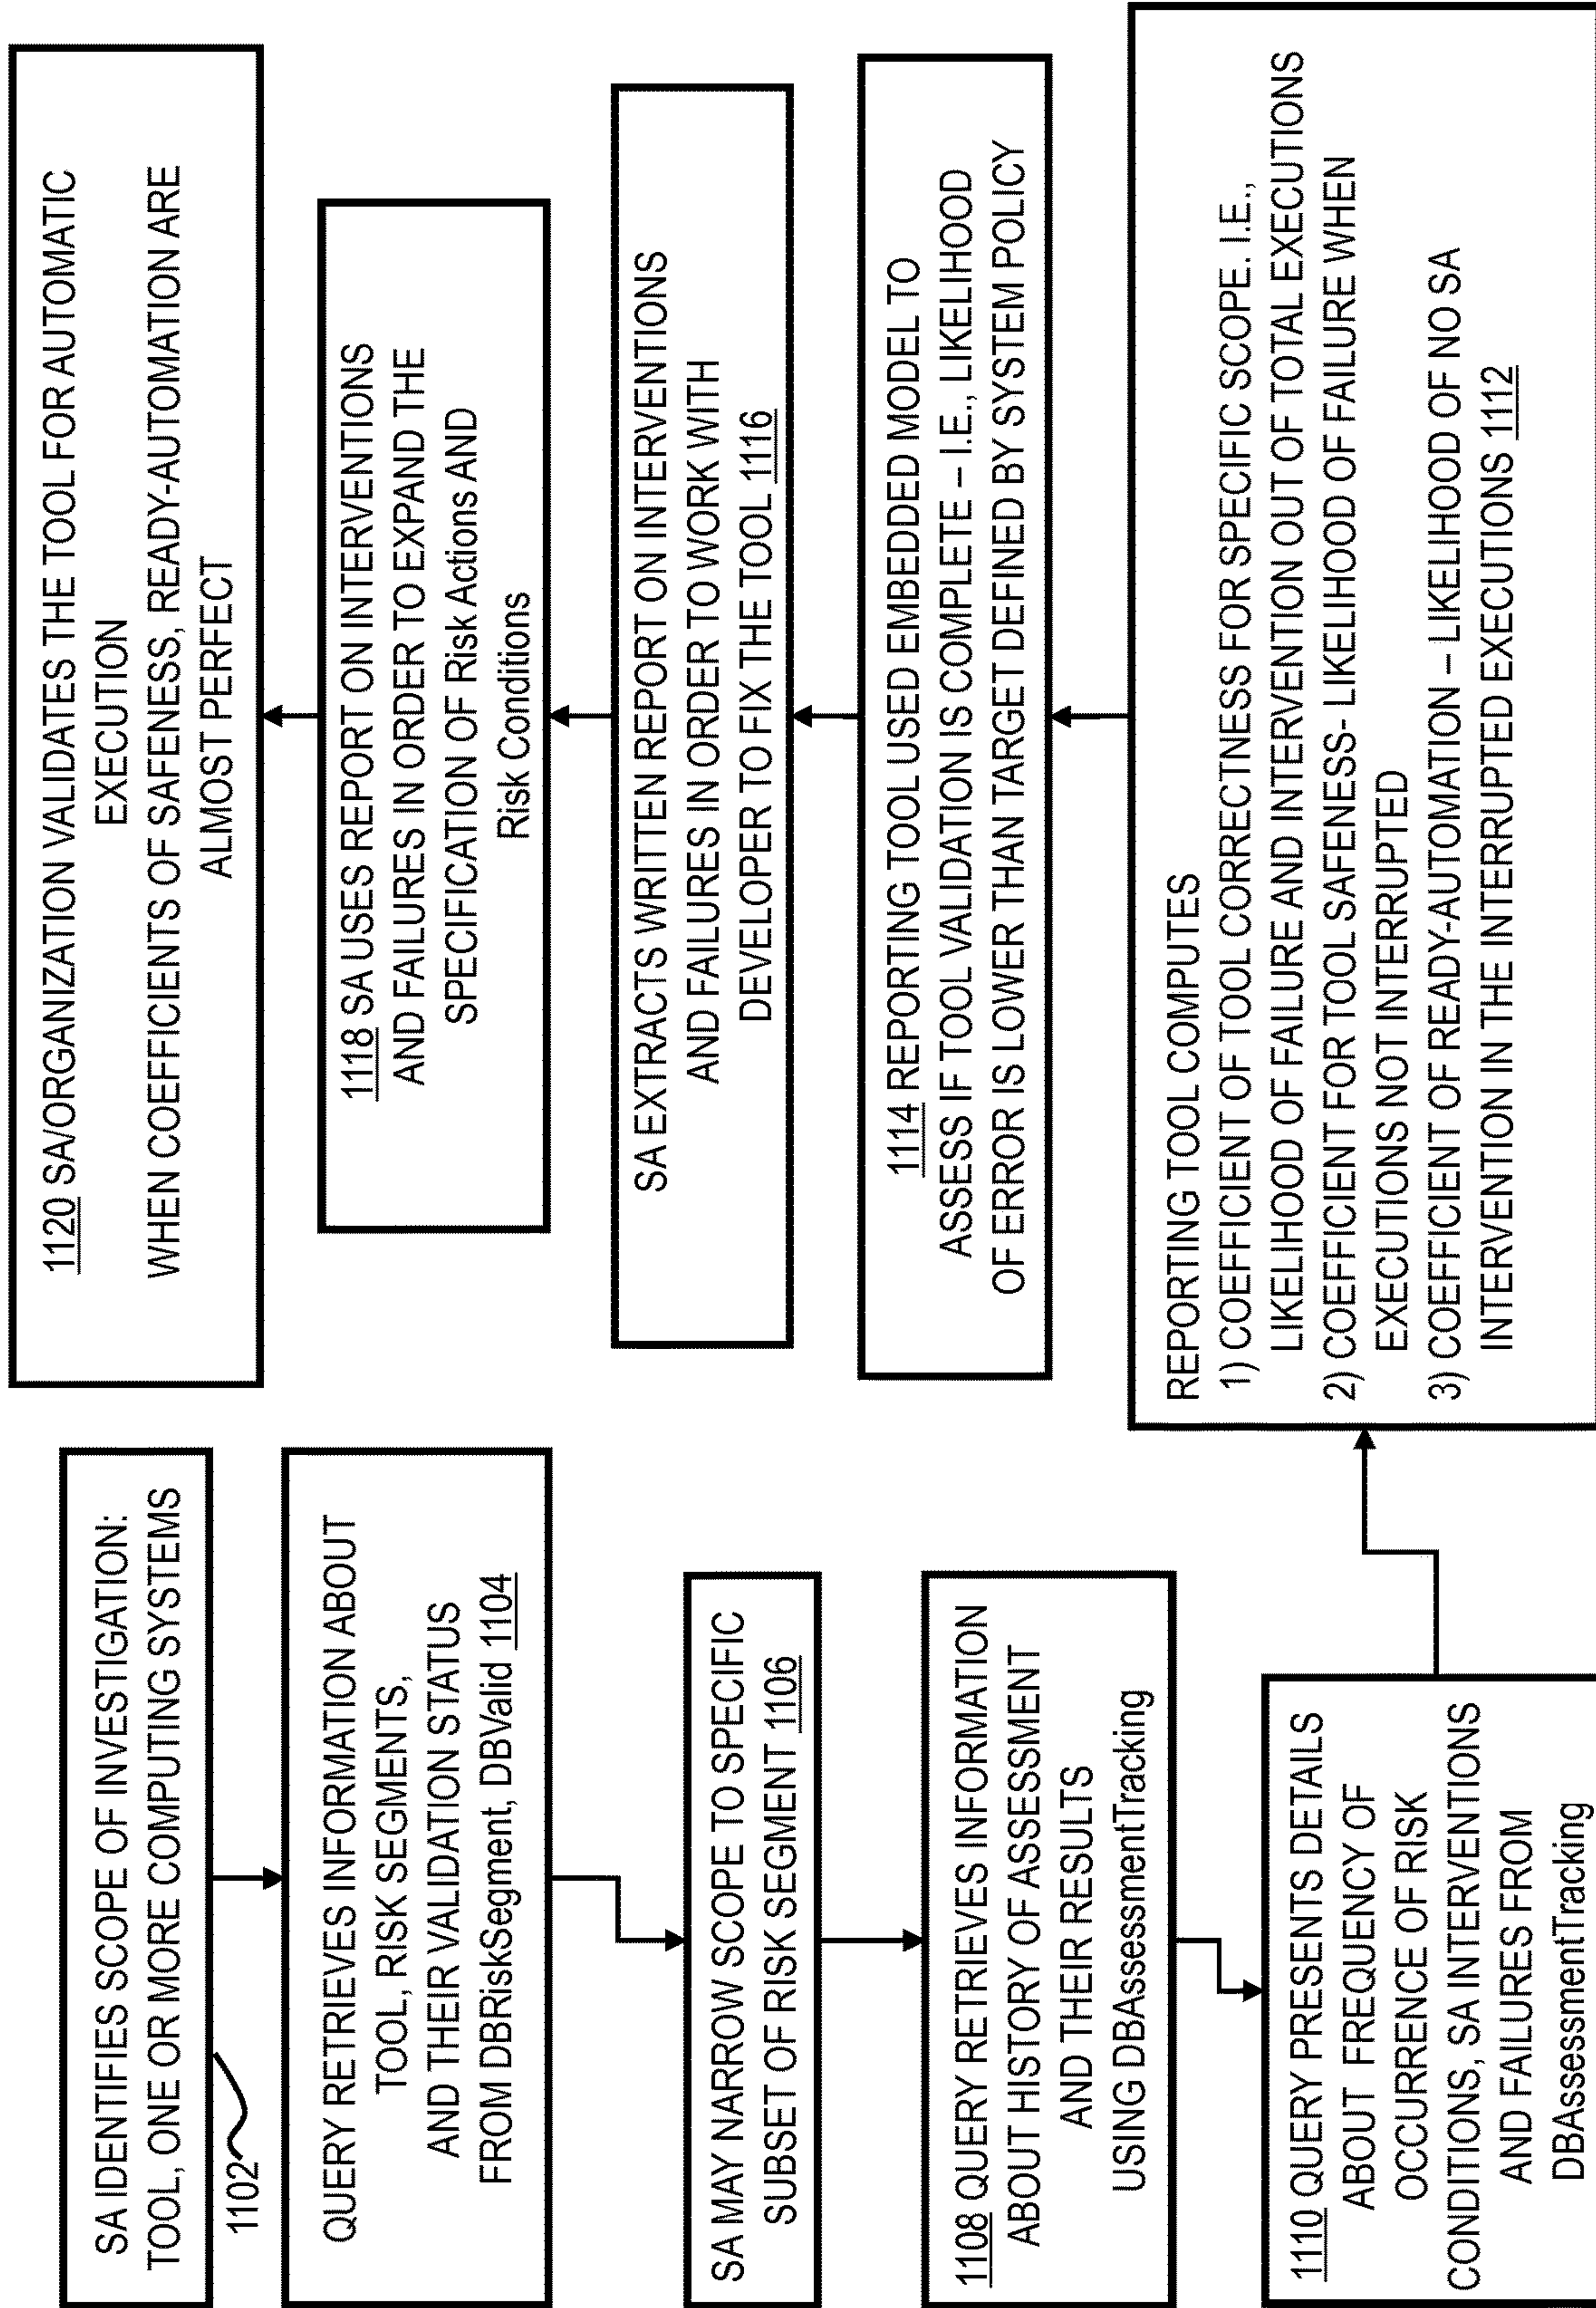 SA IDENTIFIES SCOPE OF INVESTIGATION:
TOOL, ONE OR MORE COMPUTING SYSTEMS
1102
QUERY RETRIEVES INFORMATION ABOUT
TOOL, RISK SEGMENTS,
AND THEIR VALIDATION STATUS
FROM DBRiskSegment, DBValid 1104
SA MAY NARROW SCOPE TO SPECIFIC
SUBSET OF RISK SEGMENT 1106
1108 QUERY RETRIEVES INFORMATION
ABOUT HISTORY OF ASSESSMENT
AND THEIR RESULTS
USING DBAssessmentTracking
1110 QUERY PRESENTS DETAILS
ABOUT FREQUENCY OF
OCCURRENCE OF RISK
CONDITIONS, SA INTERVENTIONS
AND FAILURES FROM
DBAssessmentTracking
REPORTING TOOL COMPUTES
1) COEFFICIENT OF TOOL CORRECTNESS FOR SPECIFIC SCOPE. I.E.,
LIKELIHOOD OF FAILURE AND INTERVENTION OUT OF TOTAL EXECUTIONS
2) COEFFICIENT FOR TOOL SAFENESS- LIKELIHOOD OF FAILURE WHEN
EXECUTIONS NOT INTERRUPTED
3) COEFFICIENT OF READY-AUTOMATION – LIKELIHOOD OF NO SA
INTERVENTION IN THE INTERRUPTED EXECUTIONS 1112
1114 REPORTING TOOL USED EMBEDDED MODEL TO
ASSESS IF TOOL VALIDATION IS COMPLETE – I.E., LIKELIHOOD
OF ERROR IS LOWER THAN TARGET DEFINED BY SYSTEM POLICY
SA EXTRACTS WRITTEN REPORT ON INTERVENTIONS
AND FAILURES IN ORDER TO WORK WITH
DEVELOPER TO FIX THE TOOL 1116
1118 SA USES REPORT ON INTERVENTIONS
AND FAILURES IN ORDER TO EXPAND THE
SPECIFICATION OF Risk Actions AND
Risk Conditions
1120 SA/ORGANIZATION VALIDATES THE TOOL FOR AUTOMATIC
EXECUTION
WHEN COEFFICIENTS OF SAFENESS, READY-AUTOMATION ARE
ALMOST PERFECT